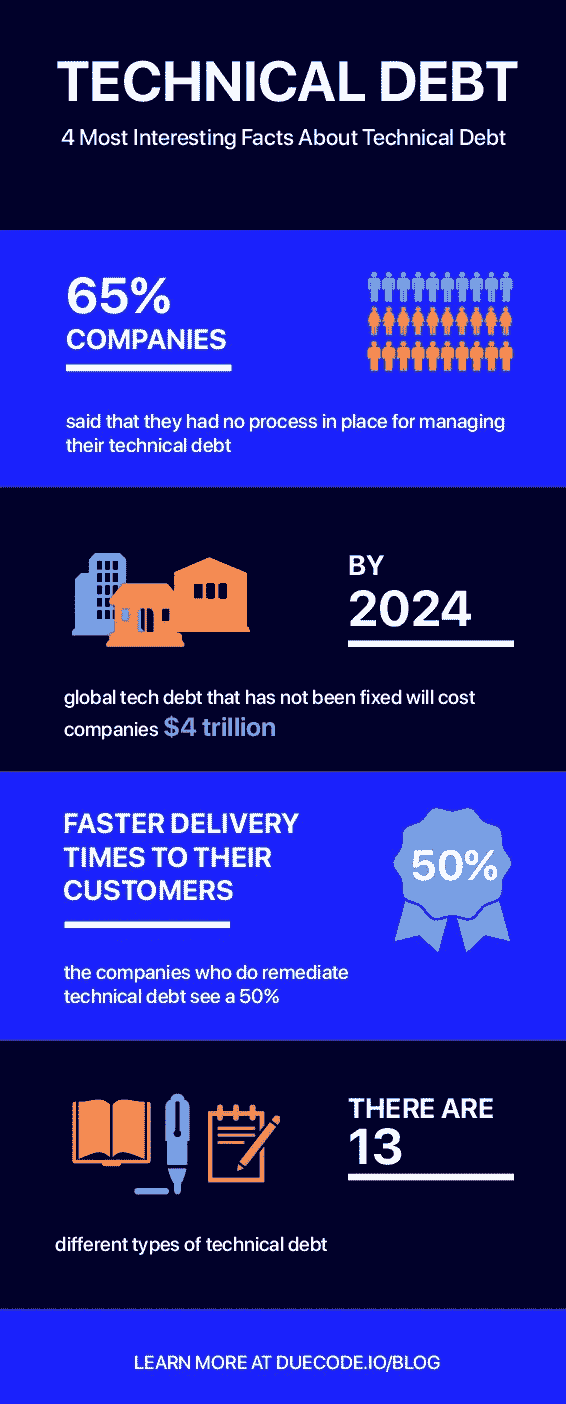 TECHNICAL DEBT
4 Most Interesting Facts About Technical Debt
65%
COMPANIES
said that they had no process in place for managing
their technical debt
BY
2024
global tech debt that has not been fixed will cost
companies $4 trillion
FASTER DELIVERY
TIMES TO THEIR
CUSTOMERS
50%
the companies who do remediate
technical debt see a 50%
THERE ARE
13
different types of technical debt
LEARN MORE AT DUECODE.IO/BLOG